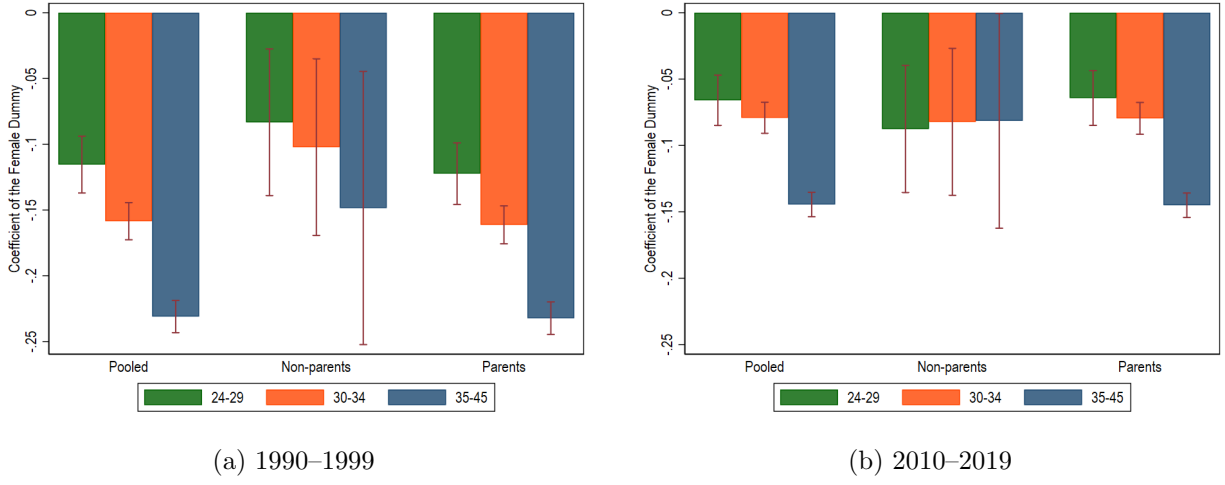 Coefficient of the Female Dummy
0
-.05
-.1
-.15
-.2
-.25
Pooled
Non-parents
Parents
24-29
30-34
35-45
(a) 1990–1999
Coefficient of the Female Dummy
0
-.05
-.1
-.15
-.2
-.25
Pooled
Non-parents
Parents
24-29
30-34
35-45
(b) 2010–2019